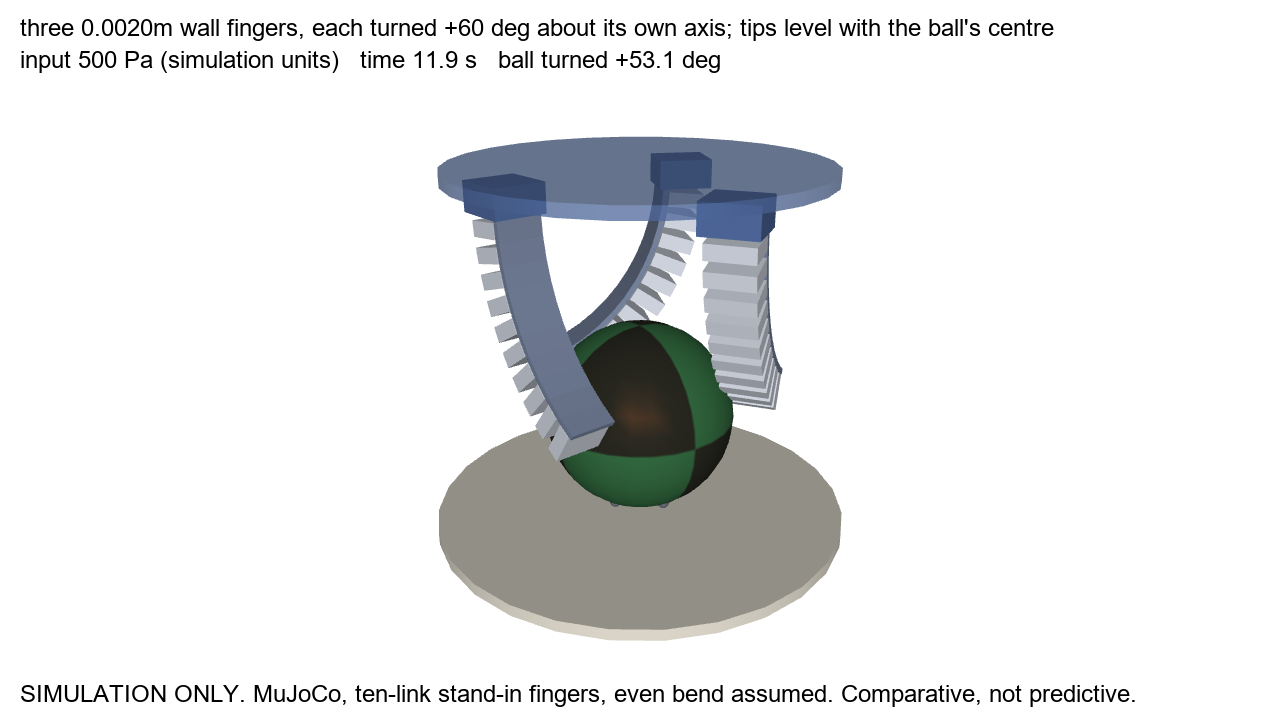 three 0.0020m wall fingers, each turned +60 deg about its own axis; tips level with the ball's centre
input 500 Pa (simulation units)   time 11.9 s   ball turned +53.1 deg
SIMULATION ONLY. MuJoCo, ten-link stand-in fingers, even bend assumed. Comparative, not predictive.